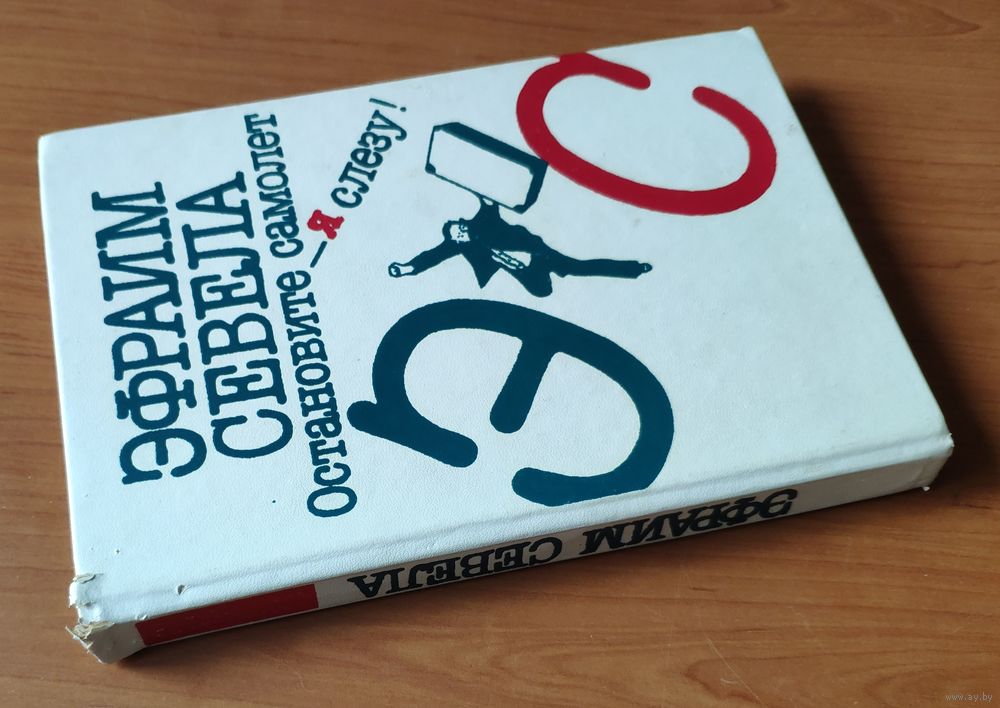 ЭФРАИМ
СЕВЕЛА
Остановите самолет
– Я слезу!
Э
С
ЭФРАИМ СЕВЕЛА
www.ay.by